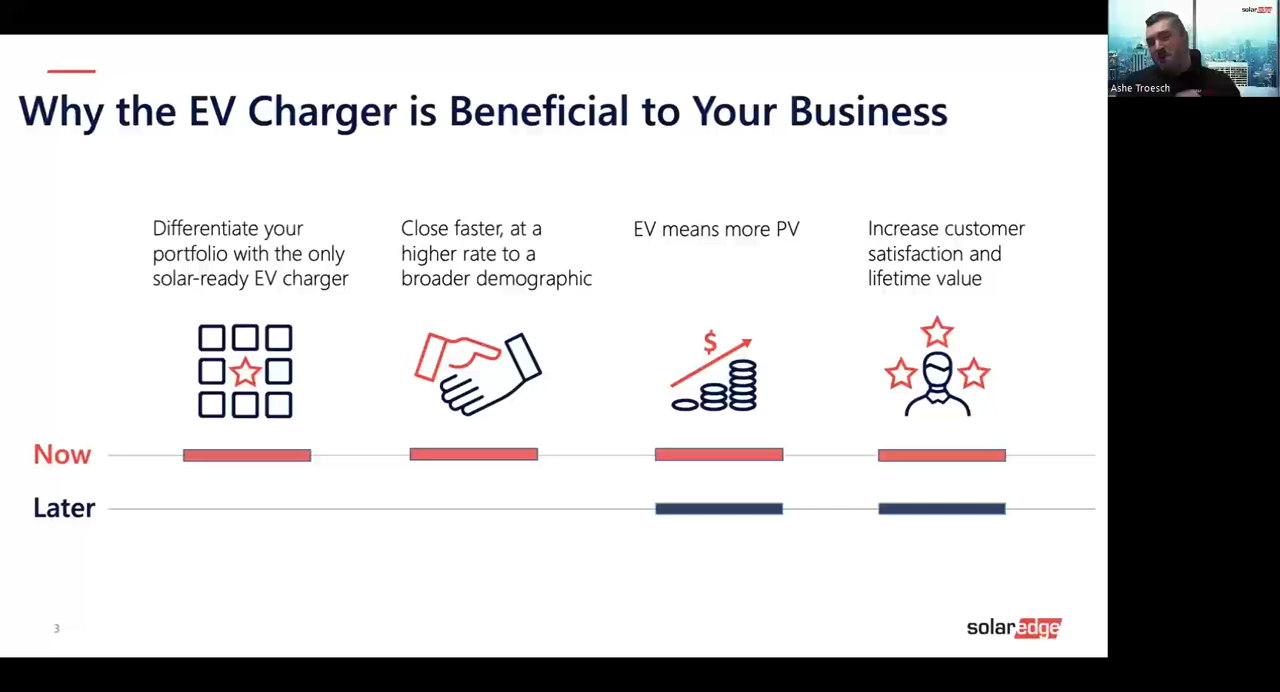 solaredge
Ashe Troesch
Why the EV Charger is Beneficial to Your Business
Differentiate your
portfolio with the only
solar-ready EV charger
Close faster, at a
higher rate to a
broader demographic
EV means more PV
Increase customer
satisfaction and
lifetime value
$
Now
Later
3
solaredge